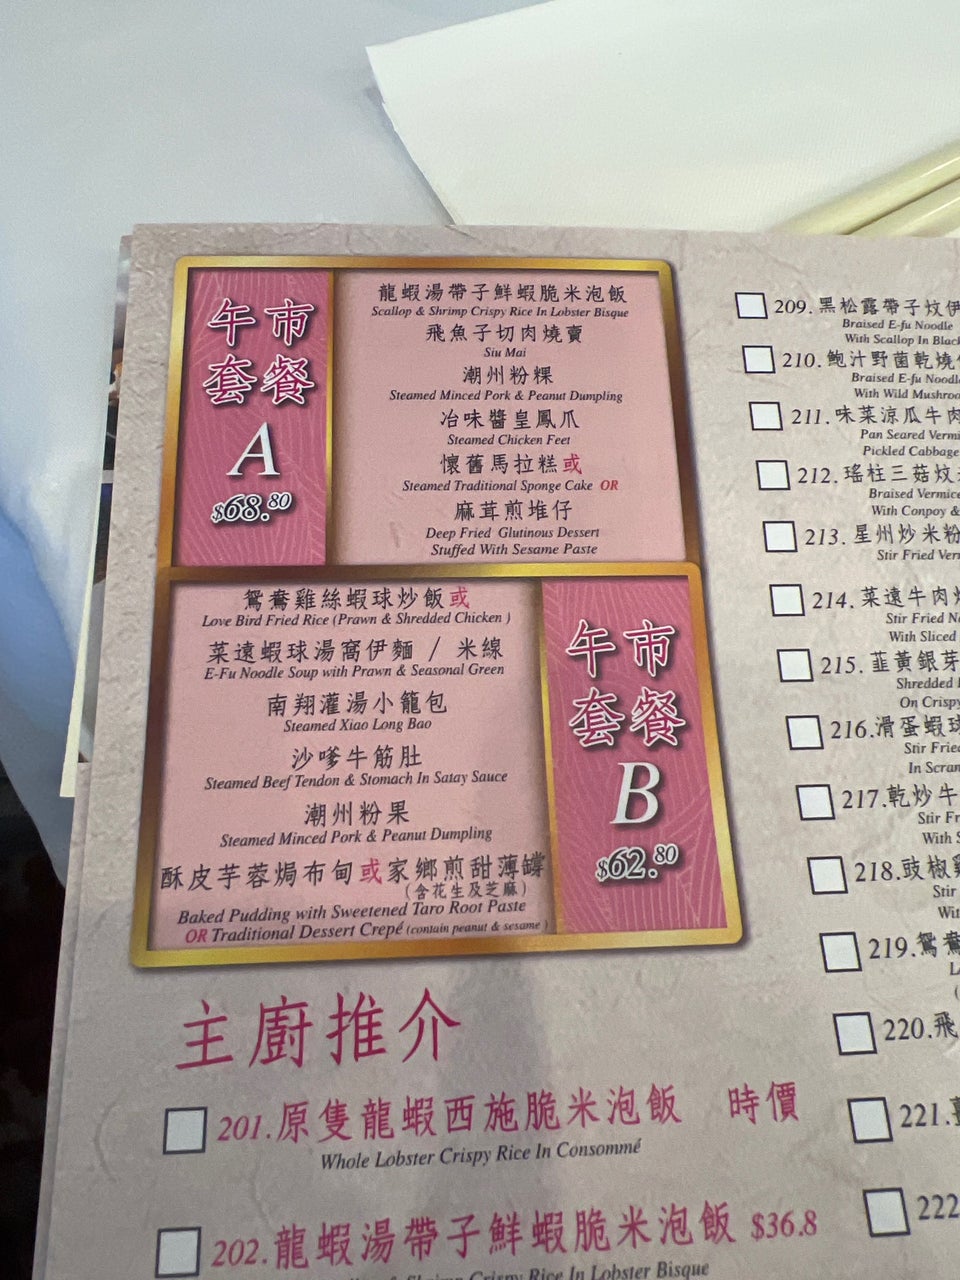 午市
套餐
A
$68.80
龍蝦湯帶子鮮蝦脆米泡飯
Scallop & Shrimp Crispy Rice In Lobster Bisque
飛魚子切肉燒賣
Siu Mai
潮州粉粿
Steamed Minced Pork & Peanut Dumpling
冶味醬皇鳳爪
Steamed Chicken Feet
懷舊馬拉糕或
Steamed Traditional Sponge Cake OR
麻茸煎堆仔
Deep Fried Glutinous Dessert
Stuffed With Sesame Paste
鴛鴦雞絲蝦球炒飯或
Love Bird Fried Rice (Prawn & Shredded Chicken )
菜遠蝦球湯窩伊麵 / 米線
E-Fu Noodle Soup with Prawn & Seasonal Green
南翔灌湯小籠包
Steamed Xiao Long Bao
沙嗲牛筋肚
Steamed Beef Tendon & Stomach In Satay Sauce
潮州粉果
Steamed Minced Pork & Peanut Dumpling
酥皮芋蓉焗布甸或家鄉煎甜薄罉
(含花生及芝麻)
Baked Pudding with Sweetened Taro Root Paste
OR Traditional Dessert Crepé (contain peanut & sesame )
午市
套餐
B
$62.80
主廚推介
201.原隻龍蝦西施脆米泡飯 時價
Whole Lobster Crispy Rice In Consommé
202.龍蝦湯帶子鮮蝦脆米泡飯 $36.8
& Shrimp Crispy Rice In Lobster Bisque
209.黑松露帶子炆伊
Braised E-fu Noodle
With Scallop In Black
210.鮑汁野菌乾燒
Braised E-fu Noodle
With Wild Mushroo
211.味菜涼瓜牛肉
Pan Seared Vermi
Pickled Cabbage
212.瑤柱三菇炆
Braised Vermice
With Conpoy &
213.星州炒米粉
Stir Fried Ver
214.菜遠牛肉
Stir Fried N
With Sliced
215.韮黃銀芽
Shredded
On Crispy
216.滑蛋蝦球
Stir Frie
In Scran
217.乾炒牛
Stir Fr
With S
218.豉椒
Stir
Wit
219.鴛
220.飛
221.
222